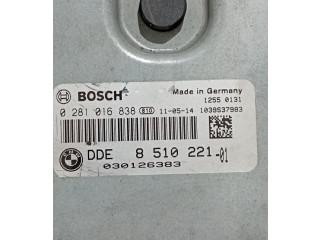 BOSCH
Made in Germany
1255 0131
0 281 016 838 B10 11-05-14 1039S37983
DDE 8 510 221-01
030126383